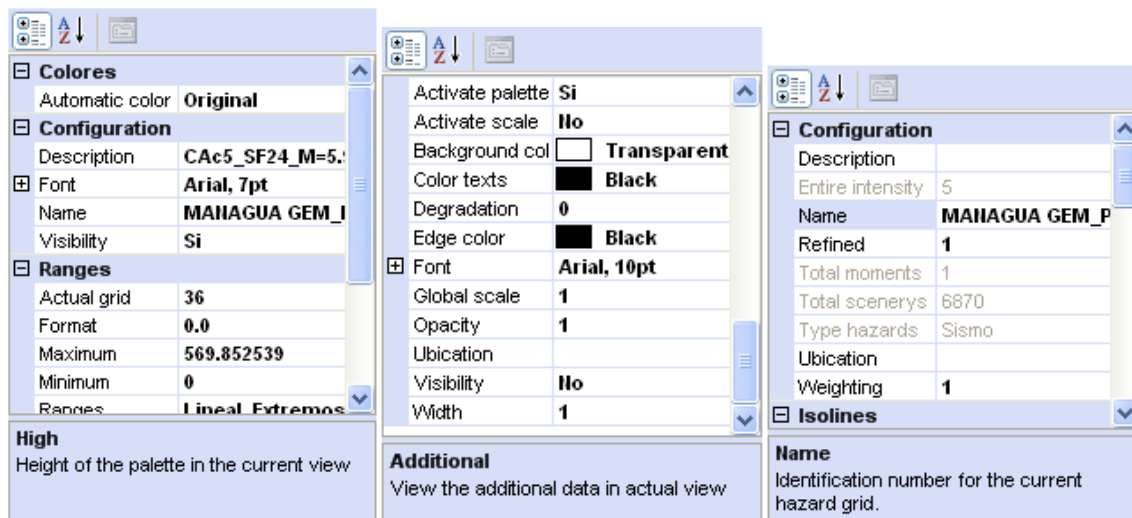 Colores
Automatic color Original
Configuration
Description CAc5_SF24_M=5.
Font Arial, 7pt
Name MANAGUA GEM_
Visibility Si
Ranges
Actual grid 36
Format 0.0
Maximum 569.852539
Minimum 0
Ranges Lineal Extremos
High
Height of the palette in the current view
Activate palette Si
Activate scale No
Background col Transparent
Color texts Black
Degradation 0
Edge color Black
Font Arial, 10pt
Global scale 1
Opacity 1
Ubication
Visibility No
Width 1
Additional
View the additional data in actual view
Configuration
Description
Entire intensity 5
Name MANAGUA GEM_P
Refined 1
Total moments 1
Total scenerys 6870
Type hazards Sismo
Ubication
Weighting 1
Isolines
Name
Identification number for the current
hazard grid.